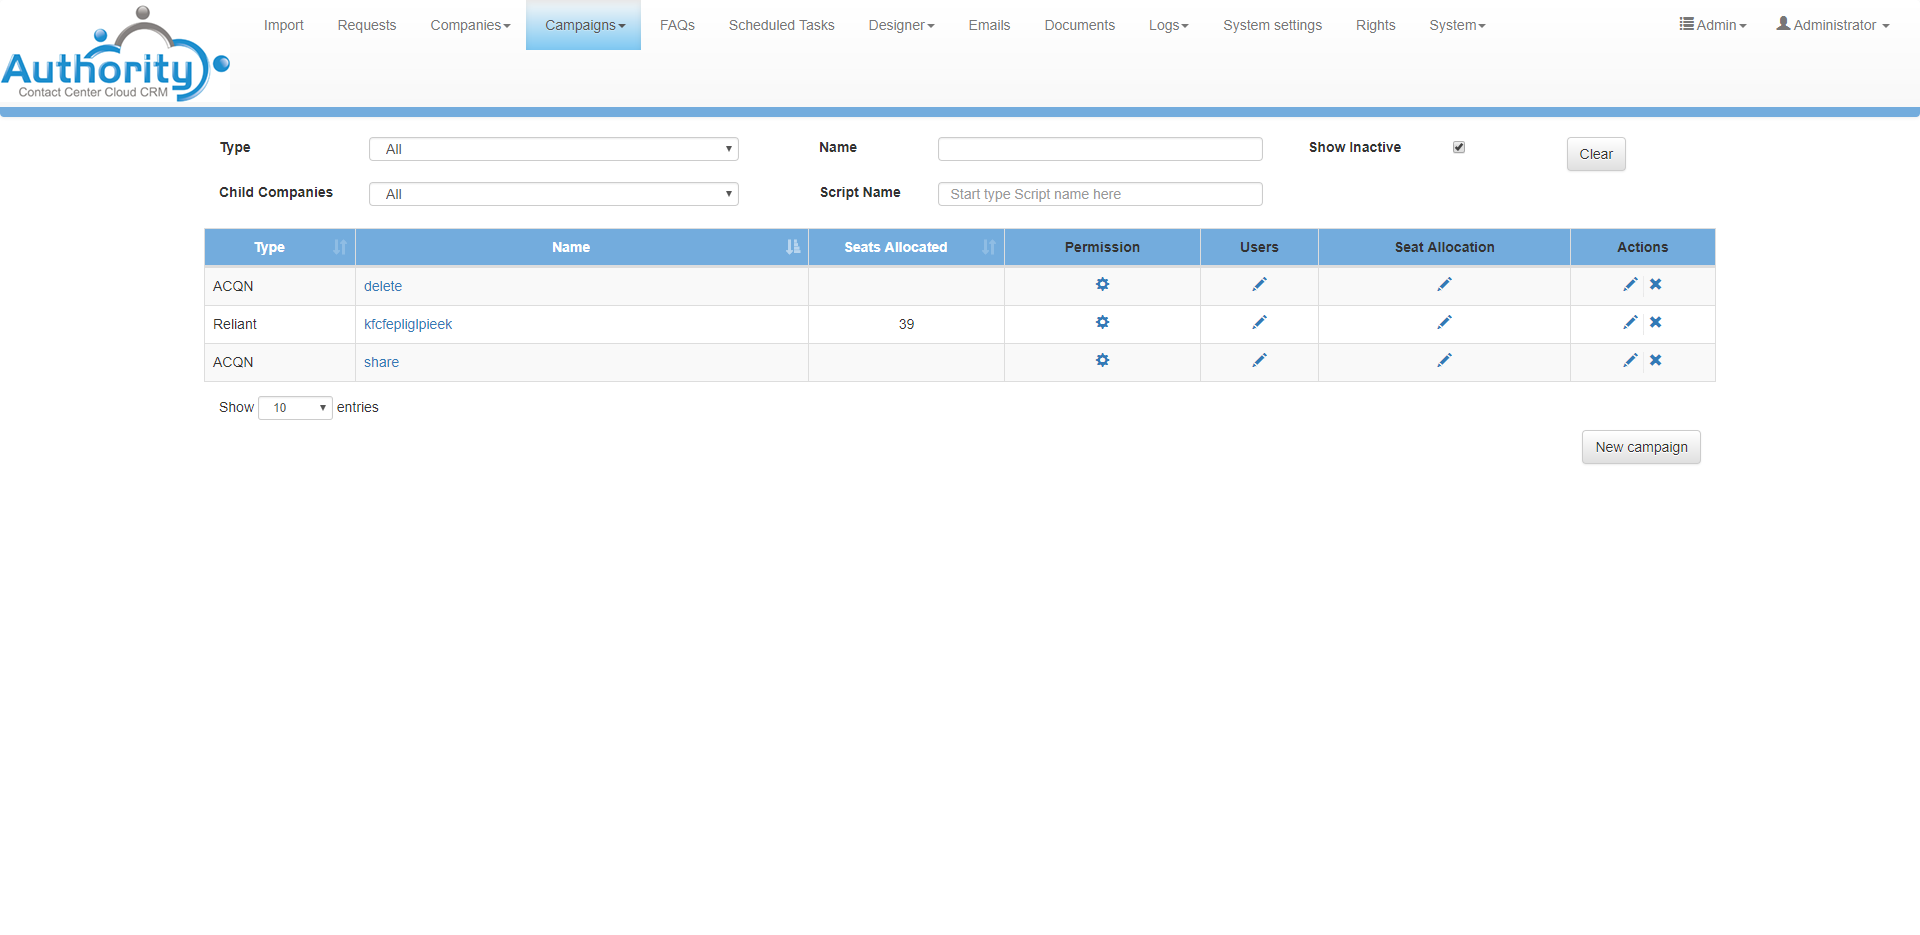 Authority
Contact Center Cloud CRM
Import Requests Companies Campaigns FAQs Scheduled Tasks Designer Emails Documents Logs System settings Rights System Admin Administrator
Type All Name Show Inactive Clear
Child Companies All Script Name Start type Script name here
Type Name Seats Allocated Permission Users Seat Allocation Actions
ACQN delete
Reliant kfcfepliglpieek 39
ACQN share
Show 10 entries
New campaign